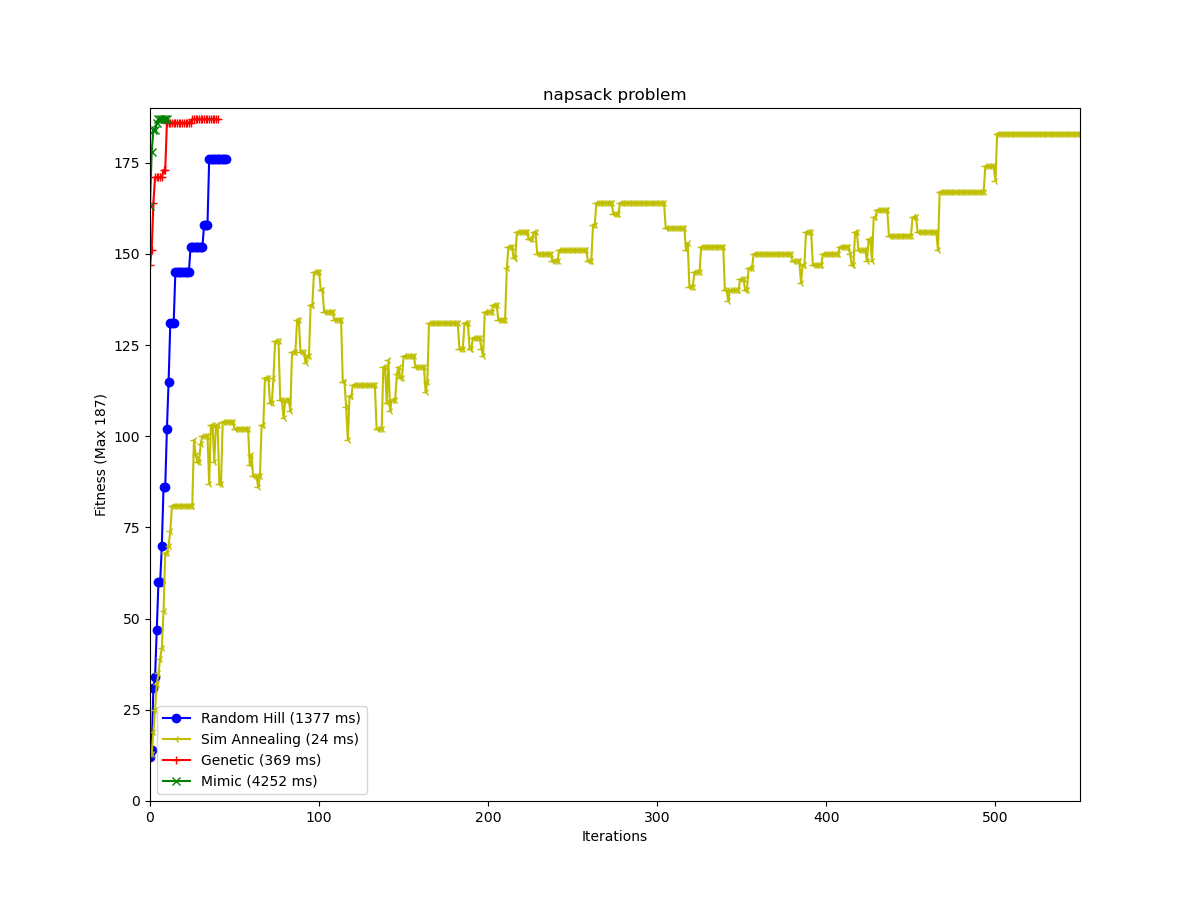 napsack problem
Fitness (Max 187)
175
150
125
100
75
50
25
0
Random Hill (1377 ms)
Sim Annealing (24 ms)
Genetic (369 ms)
Mimic (4252 ms)
0 100 200 300 400 500
Iterations